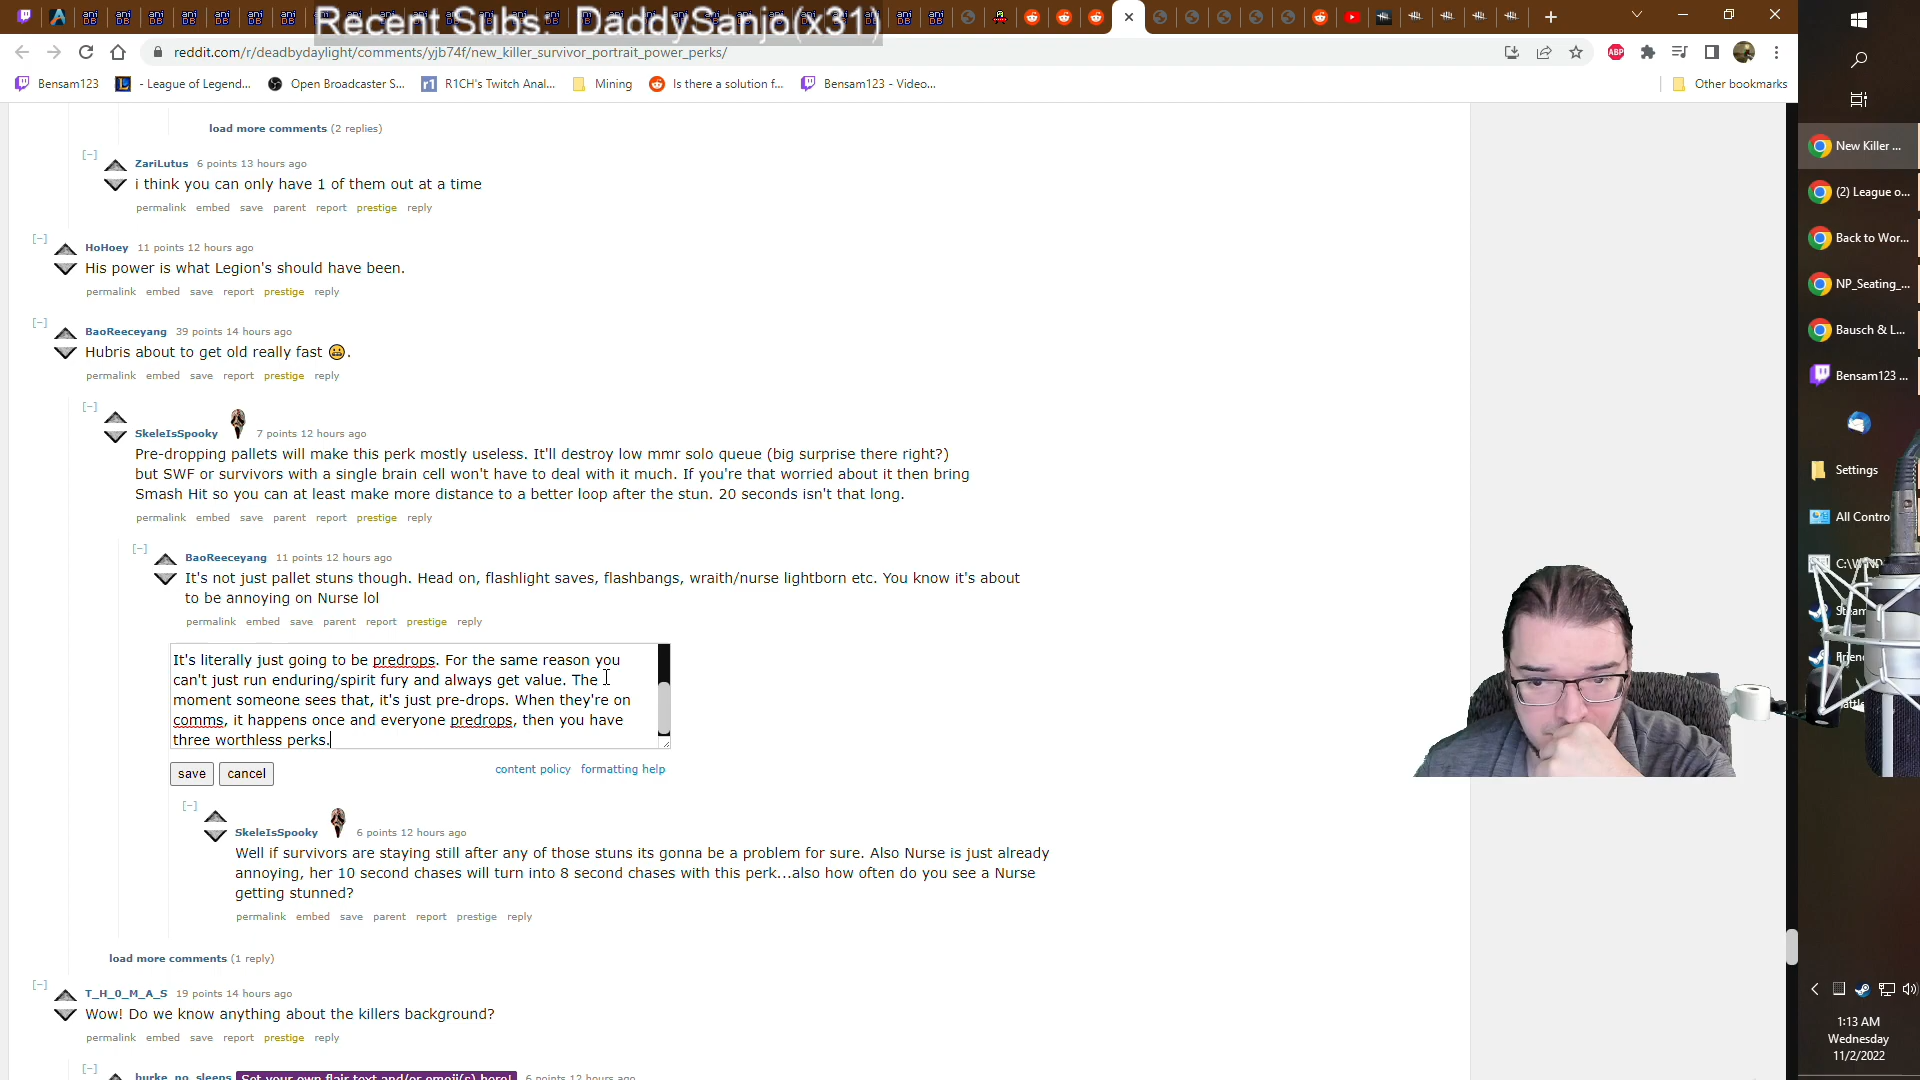 Recent Subs: DaddySanjo(x31)
reddit.com/r/deadbydaylight/comments/yjb74f/new_killer_survivor_portrait_power_perks/
Bensam123
- League of Legend...
Open Broadcaster S...
R1CH's Twitch Anal...
Mining
Is there a solution f...
Bensam123 - Video...
Other bookmarks
load more comments (2 replies)
[-]
ZariLutus 6 points 13 hours ago
i think you can only have 1 of them out at a time
permalink embed save parent report prestige reply
[-]
HoHoey 11 points 12 hours ago
His power is what Legion's should have been.
permalink embed save report prestige reply
[-]
BaoReeceyang 39 points 14 hours ago
Hubris about to get old really fast 😬.
permalink embed save report prestige reply
[-]
SkeleIsSpooky 7 points 12 hours ago
Pre-dropping pallets will make this perk mostly useless. It'll destroy low mmr solo queue (big surprise there right?)
but SWF or survivors with a single brain cell won't have to deal with it much. If you're that worried about it then bring
Smash Hit so you can at least make more distance to a better loop after the stun. 20 seconds isn't that long.
permalink embed save parent report prestige reply
[-]
BaoReeceyang 11 points 12 hours ago
It's not just pallet stuns though. Head on, flashlight saves, flashbangs, wraith/nurse lightborn etc. You know it's about
to be annoying on Nurse lol
permalink embed save parent report prestige reply
It's literally just going to be predrops. For the same reason you
can't just run enduring/spirit fury and always get value. The
moment someone sees that, it's just pre-drops. When they're on
comms, it happens once and everyone predrops, then you have
three worthless perks.
save
cancel
content policy
formatting help
[-]
SkeleIsSpooky 6 points 12 hours ago
Well if survivors are staying still after any of those stuns its gonna be a problem for sure. Also Nurse is just already
annoying, her 10 second chases will turn into 8 second chases with this perk...also how often do you see a Nurse
getting stunned?
permalink embed save parent report prestige reply
load more comments (1 reply)
[-]
T_H_0_M_A_S 19 points 14 hours ago
Wow! Do we know anything about the killers background?
permalink embed save report prestige reply
[-]
hurke_no_sleeps Set your own flair text and/or emoji(s) here! 6 points 12 hours ago
New Killer ...
(2) League o...
Back to Wor...
NP_Seating_...
Bausch & L...
Bensam123 ...
Settings
All Contro
C:\WIND
Steam
Frien
1:13 AM
Wednesday
11/2/2022